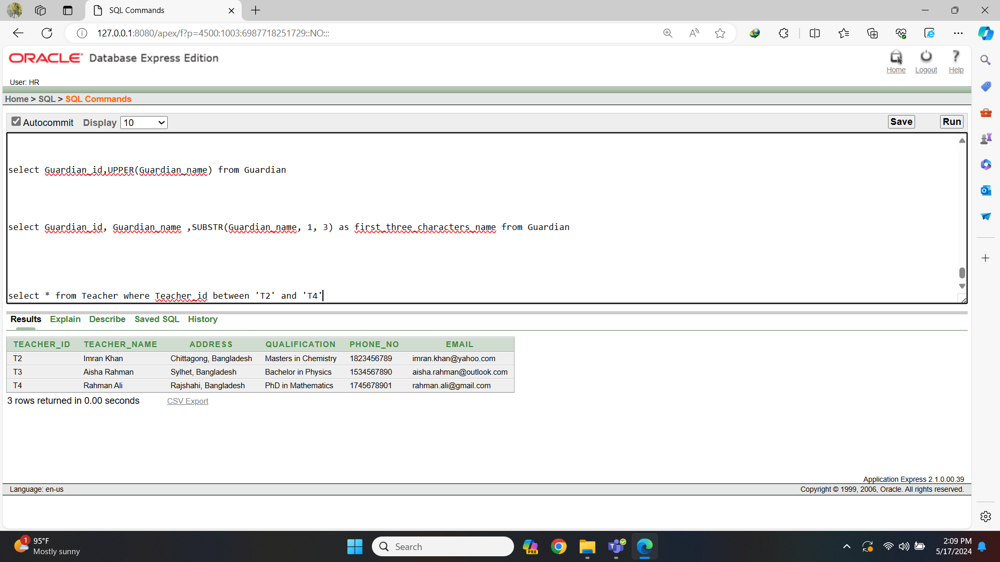 SQL Commands
127.0.0.1:8080/apex/f?p=4500:1003:6987718251729::NO:::
ORACLE Database Express Edition
Home Logout Help
User: HR
Home > SQL > SQL Commands
Autocommit Display 10 Save Run
select Guardian_id,UPPER(Guardian_name) from Guardian
select Guardian_id, Guardian_name ,SUBSTR(Guardian_name, 1, 3) as first_three_characters_name from Guardian
select * from Teacher where Teacher_id between 'T2' and 'T4'
Results Explain Describe Saved SQL History
TEACHER_ID TEACHER_NAME ADDRESS QUALIFICATION PHONE_NO EMAIL
T2 Imran Khan Chittagong, Bangladesh Masters in Chemistry 1823456789 imran.khan@yahoo.com
T3 Aisha Rahman Sylhet, Bangladesh Bachelor in Physics 1534567890 aisha.rahman@outlook.com
T4 Rahman Ali Rajshahi, Bangladesh PhD in Mathematics 1745678901 rahman.ali@gmail.com
3 rows returned in 0.00 seconds CSV Export
Application Express 2.1.0.00.39
Language: en-us Copyright © 1999, 2006, Oracle. All rights reserved.
1 95°F
Mostly sunny
Search
PRE
2:09 PM
5/17/2024